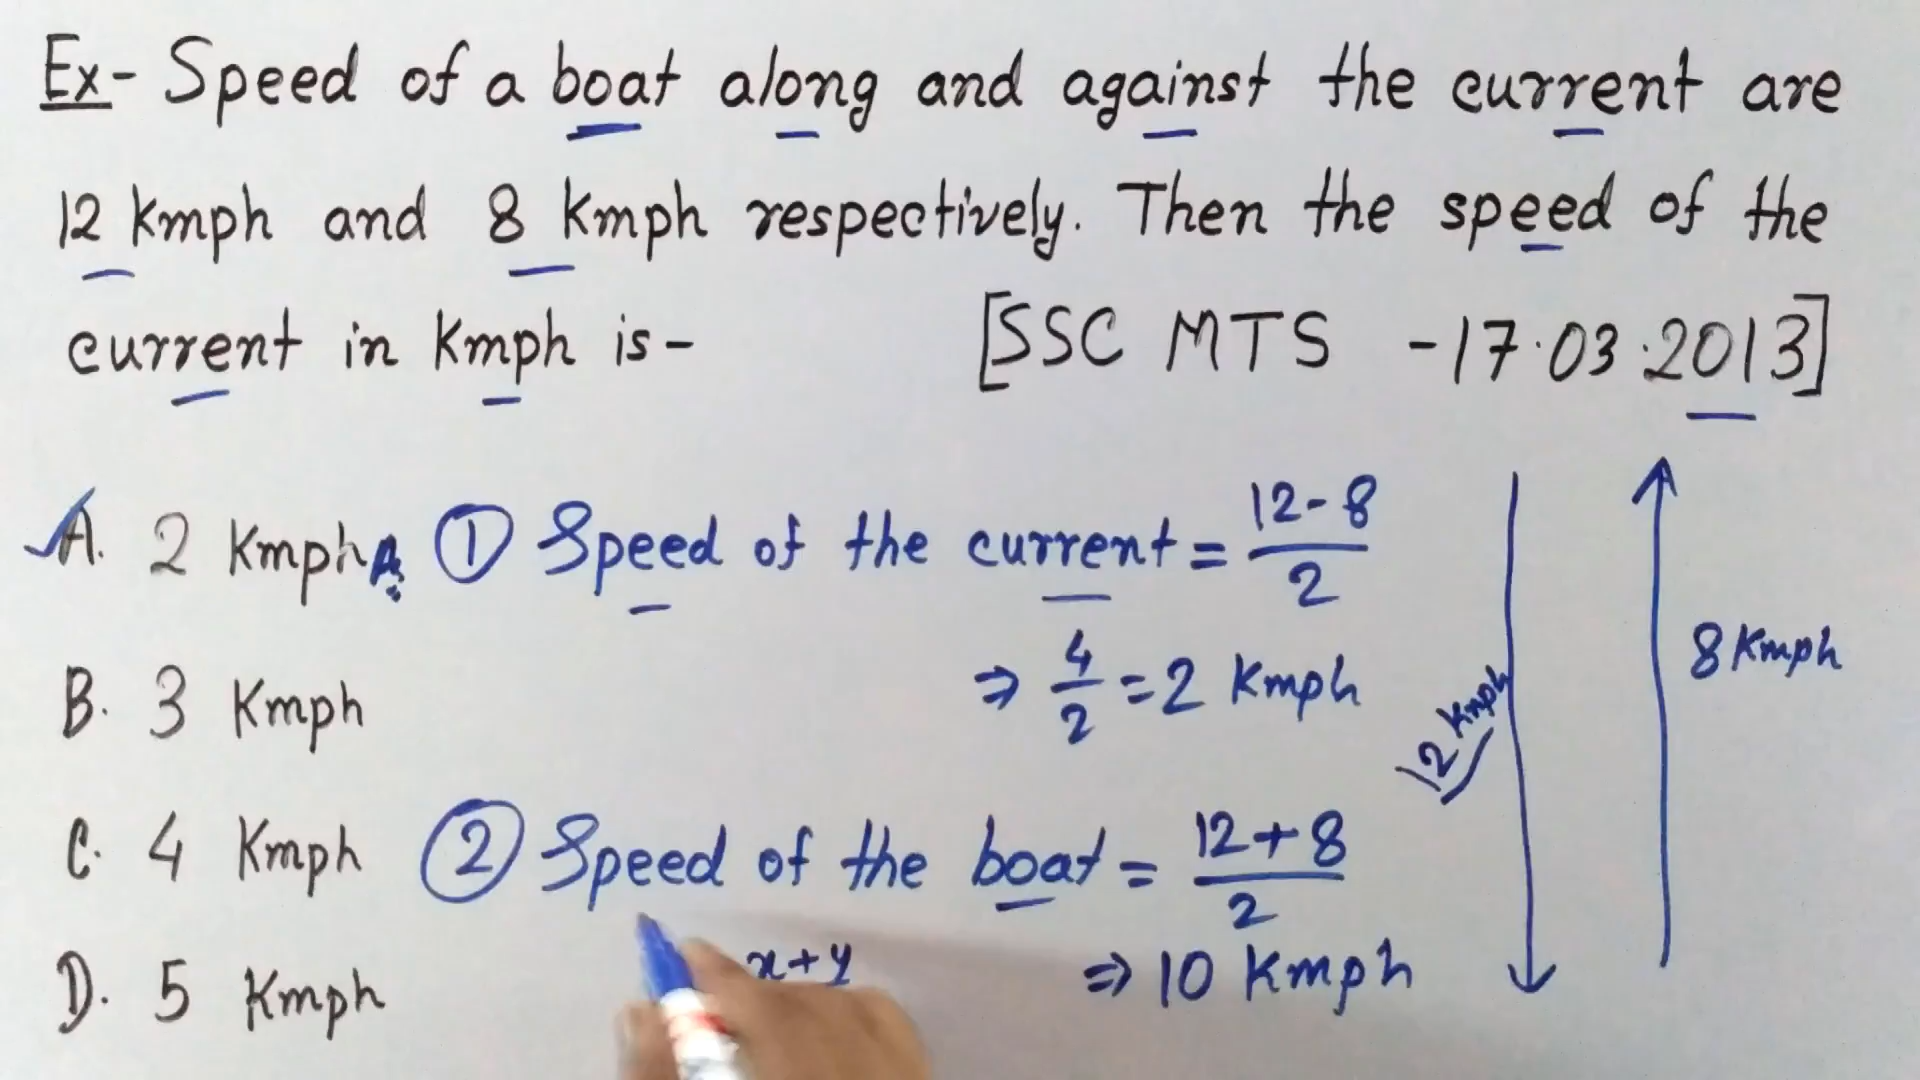 Ex- Speed of a boat along and against the current are
12 Kmph and 8 Kmph respectively. Then the speed of the
current in Kmph is-
[SSC MTS -17.03.2013]
A. 2 Kmph
① Speed of the current = 12-8/2
⇒ 4/2 = 2 Kmph
B. 3 Kmph
C. 4 Kmph
② Speed of the boat = 12+8/2
x+y
⇒ 10 Kmph
D. 5 Kmph
12 Kmph
8 Kmph